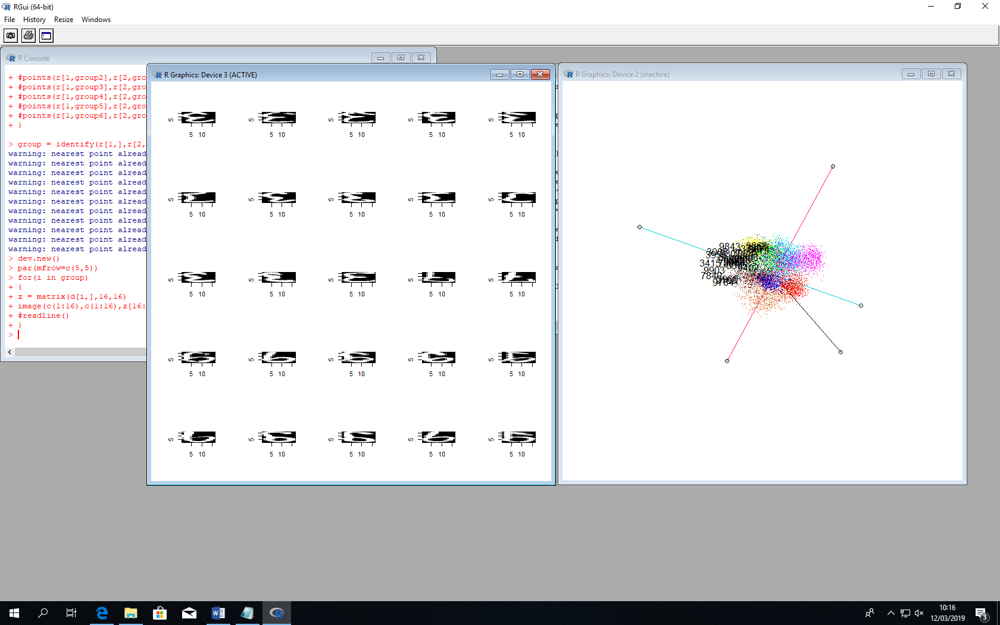 RGui (64-bit)
File History Resize Windows
R Console
+ #points(r[1,group2],r[2,gro
+ #points(r[1,group3],r[2,gro
+ #points(r[1,group4],r[2,gro
+ #points(r[1,group5],r[2,gro
+ #points(r[1,group6],r[2,gro
+ }
> group = identify(r[1,],r[2,
warning: nearest point alread
warning: nearest point alread
warning: nearest point alread
warning: nearest point alread
warning: nearest point alread
warning: nearest point alread
warning: nearest point alread
warning: nearest point alread
warning: nearest point alread
warning: nearest point alread
warning: nearest point alread
> dev.new()
> par(mfrow=c(5,5))
> for(i in group)
+ {
+ z = matrix(d[i,],16,16)
+ image(c(1:16),c(1:16),z[16:
+ #readline()
+ }
>
R Graphics: Device 3 (ACTIVE)
5 5 5 5 5
5 10 5 10 5 10 5 10 5 10
5 5 5 5 5
5 10 5 10 5 10 5 10 5 10
5 5 5 5 5
5 10 5 10 5 10 5 10 5 10
5 5 5 5 5
5 10 5 10 5 10 5 10 5 10
5 5 5 5 5
5 10 5 10 5 10 5 10 5 10
R Graphics: Device 2 (inactive)
9843
3415
9903
7840
9764
10:16
12/03/2019
3